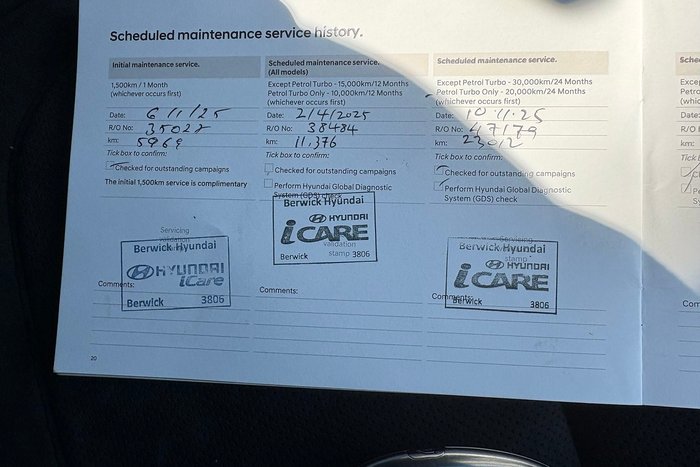 Scheduled maintenance service history.
Initial maintenance service.
1,500km / 1 Month
(whichever occurs first)
Date: 6/1/25
R/O No: 35027
km: 5969
Tick box to confirm:
Checked for outstanding campaigns
The initial 1,500km service is complimentary
Servicing
validation
Berwick Hyundai
HYUNDAI
iCare
Berwick 3806
Comments:
Scheduled maintenance service.
(All models)
Except Petrol Turbo - 15,000km/12 Months
Petrol Turbo Only - 10,000km/12 Months
(whichever occurs first)
Date: 2/4/2025
R/O No: 38484
km: 11,376
Tick box to confirm:
Checked for outstanding campaigns
Perform Hyundai Global Diagnostic
System (GDS) check
Berwick Hyundai
HYUNDAI
iCARE
validation
Berwick stamp 3806
Comments:
Scheduled maintenance service.
Except Petrol Turbo - 30,000km/24 Months
Petrol Turbo Only - 20,000km/24 Months
(whichever occurs first)
Date: 10.11.25
R/O No: 47179
km: 23,012
Tick box to confirm:
Checked for outstanding campaigns
Perform Hyundai Global Diagnostic
System (GDS) check
Servicing
Berwick Hyundai
stamp
HYUNDAI
iCARE
Comments:
Berwick 3806
20